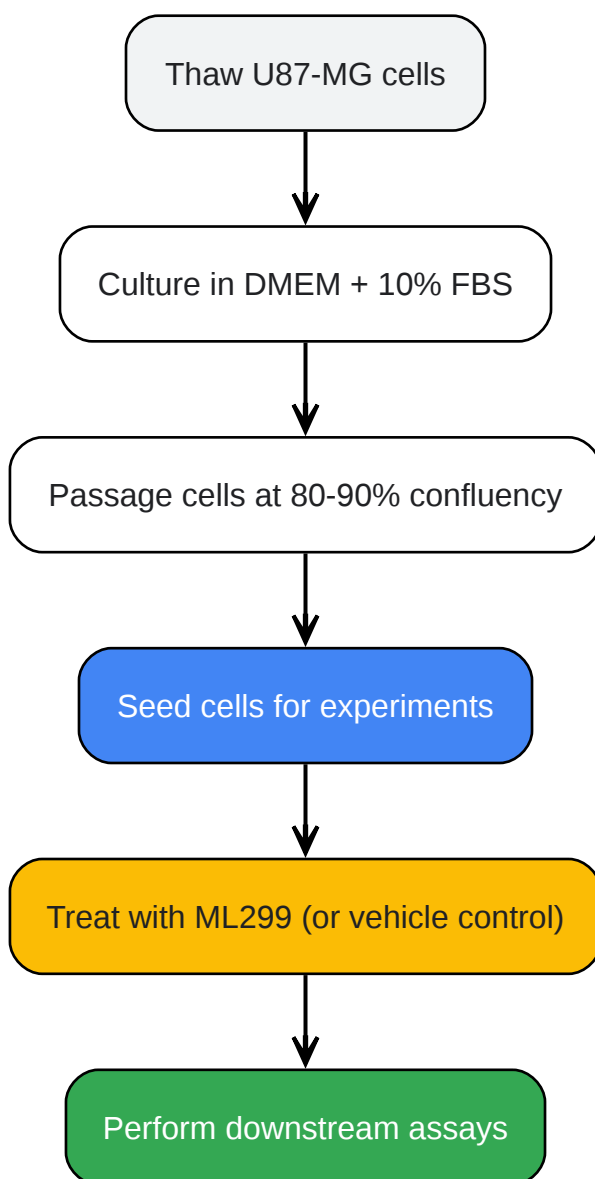 Thaw U87-MG cells
Culture in DMEM + 10% FBS
Passage cells at 80-90% confluency
Seed cells for experiments
Treat with ML299 (or vehicle control)
Perform downstream assays